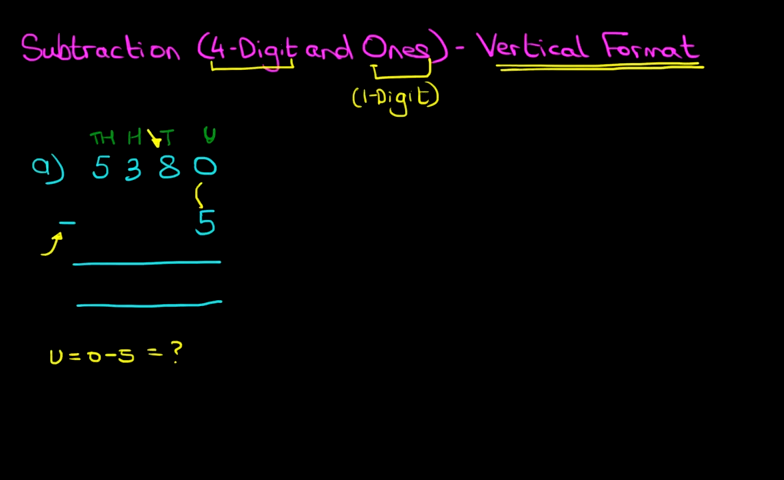 Subtraction (4-Digit and Ones) - Vertical Format
(1-Digit)
TH H T U
a) 5 3 8 0
- 5
U = 0 - 5 = ?